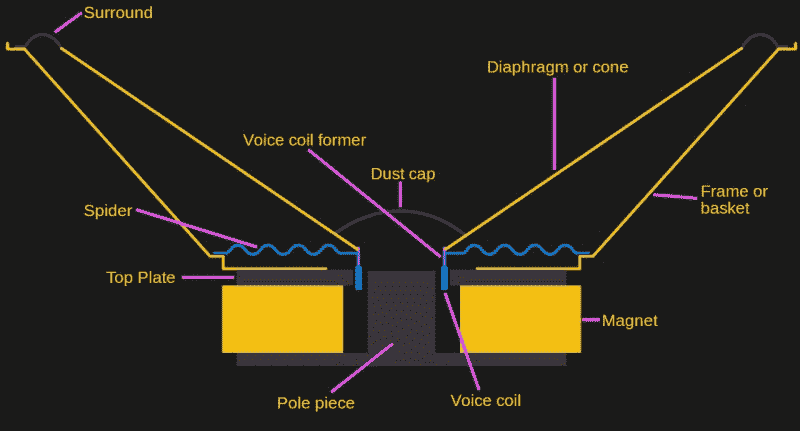 Surround
Diaphragm or cone
Voice coil former
Dust cap
Frame or
basket
Spider
Top Plate
Magnet
Pole piece
Voice coil